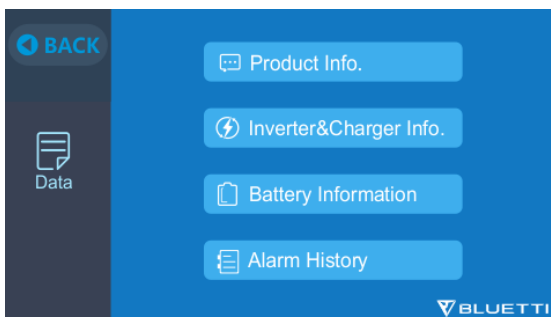 BACK
Data
Product Info.
Inverter&Charger Info.
Battery Information
Alarm History
BLUETTI